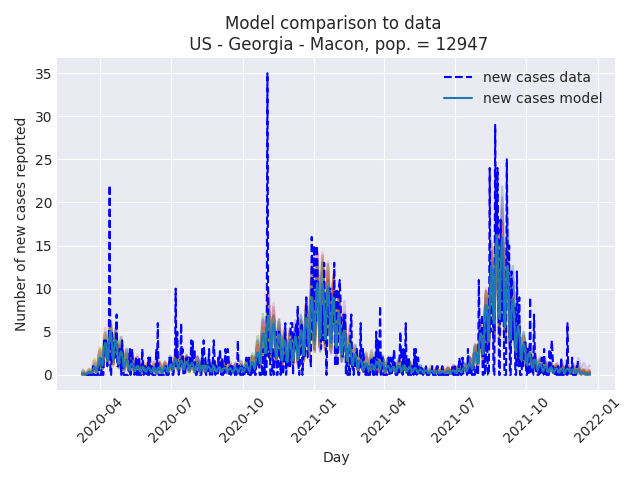 Model comparison to data
US - Georgia - Macon, pop. = 12947
new cases data
new cases model
Number of new cases reported
35
30
25
20
15
10
5
0
2020-04
2020-07
2020-10
2021-01
2021-04
2021-07
2021-10
2022-01
Day